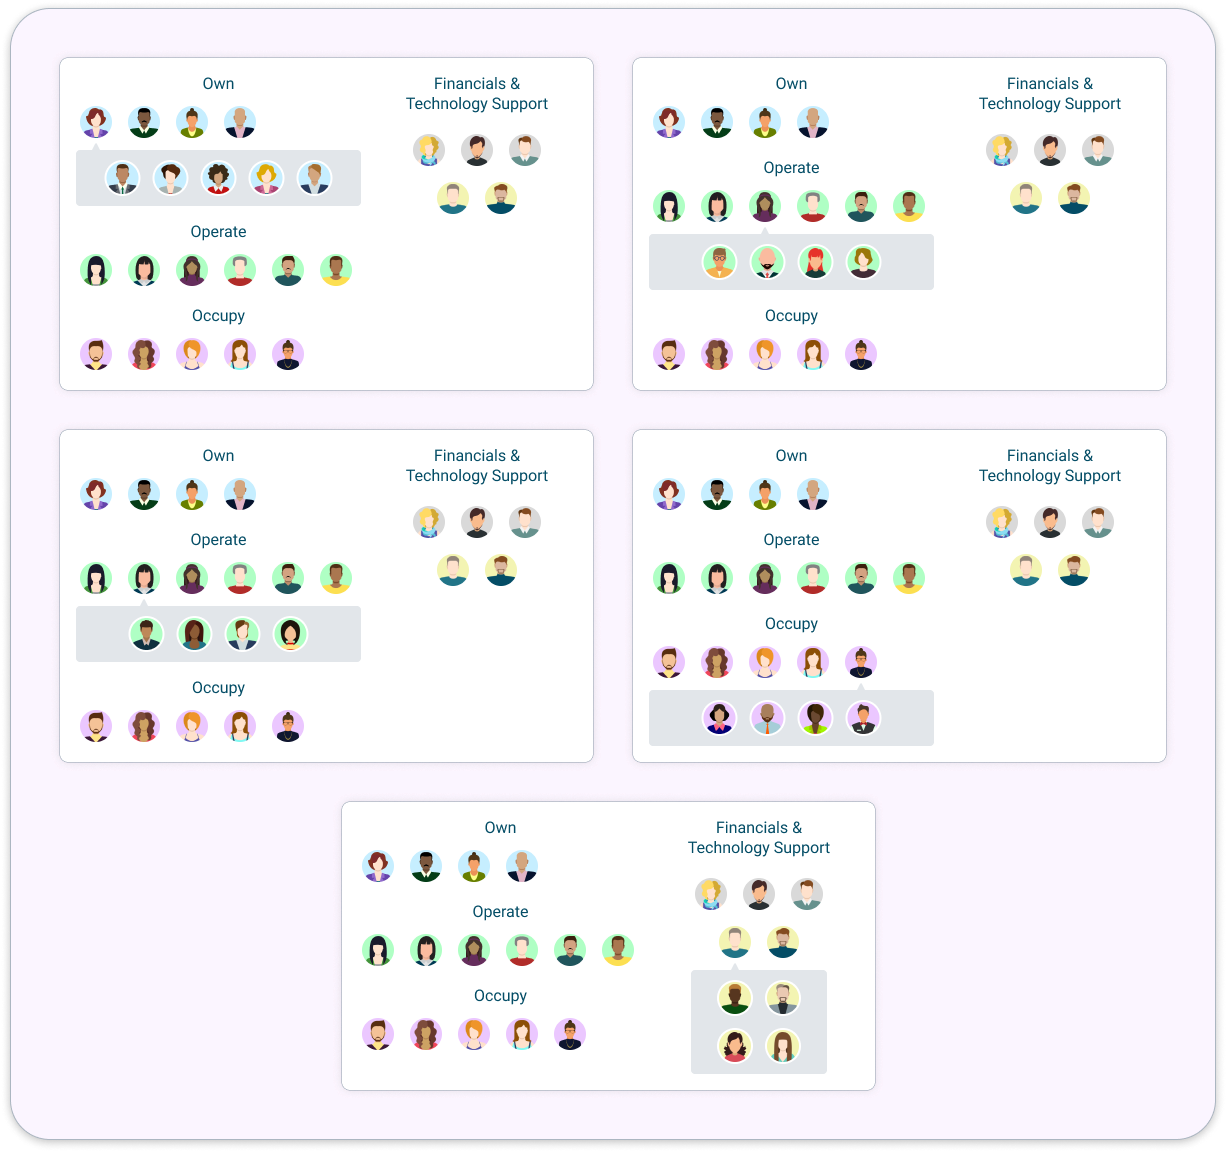 Own
Financials &
Technology Support
Operate
Occupy
Own
Financials &
Technology Support
Operate
Occupy
Own
Financials &
Technology Support
Operate
Occupy
Own
Financials &
Technology Support
Operate
Occupy
Own
Financials &
Technology Support
Operate
Occupy